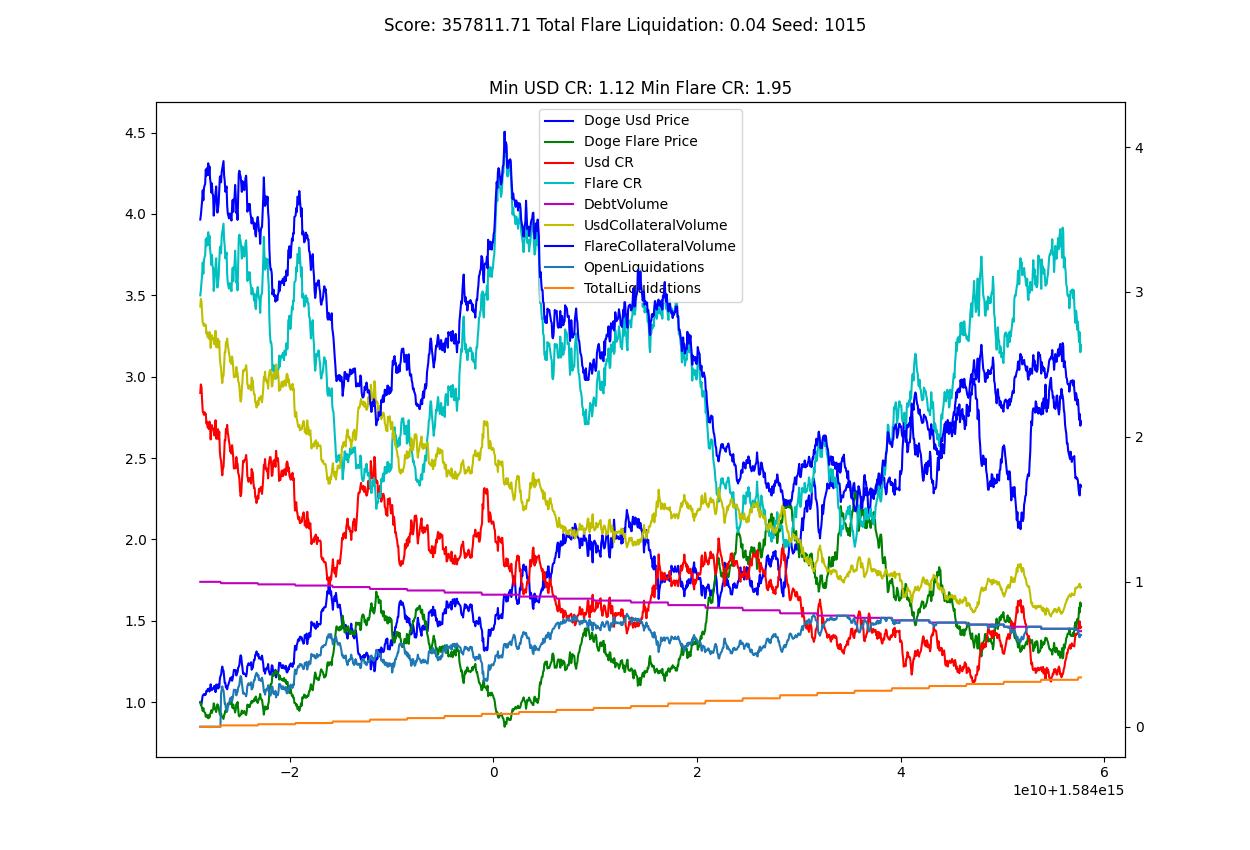 Score: 357811.71 Total Flare Liquidation: 0.04 Seed: 1015
Min USD CR: 1.12 Min Flare CR: 1.95
Doge Usd Price
Doge Flare Price
Usd CR
Flare CR
DebtVolume
UsdCollateralVolume
FlareCollateralVolume
OpenLiquidations
TotalLiquidations
4.5
4.0
3.5
3.0
2.5
2.0
1.5
1.0
4
3
2
1
0
−2
0
2
4
6
1e10+1.584e15